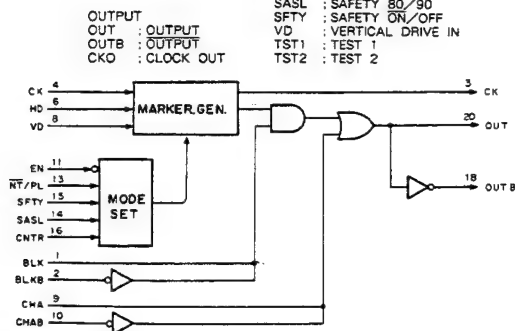 OUTPUT
OUT : OUTPUT
OUTB : OUTPUT
CKO : CLOCK OUT
SASL : SAFETY 80/90
SFTY : SAFETY ON/OFF
VD : VERTICAL DRIVE IN
TST1 : TEST 1
TST2 : TEST 2
CK 4
HD 6
VD 8
MARKER. GEN.
3 CK
20 OUT
18 OUTB
EN 11
NT/PL 13
SFTY 15
SASL 14
CNTR 16
MODE
SET
BLK 1
BLKB 2
CHA 9
CHAB 10